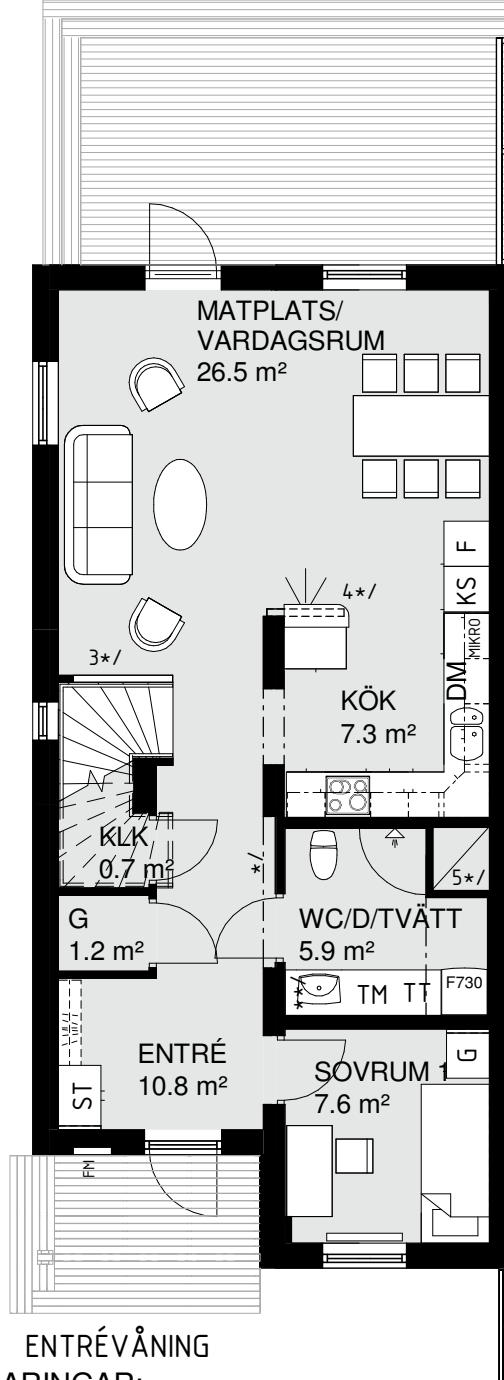 MATPLATS/
VARDAGSRUM
26.5 m²
F
KS
4*/
MIKRO
DM
3*/
KÖK
7.3 m²
KLK
0.7 m²
*/
5*/
G
1.2 m²
WC/D/TVÄTT
5.9 m²
**/
TM TT
F730
ENTRÉ
10.8 m²
G
SOVRUM 1
7.6 m²
ST
FM
ENTRÉVÅNING